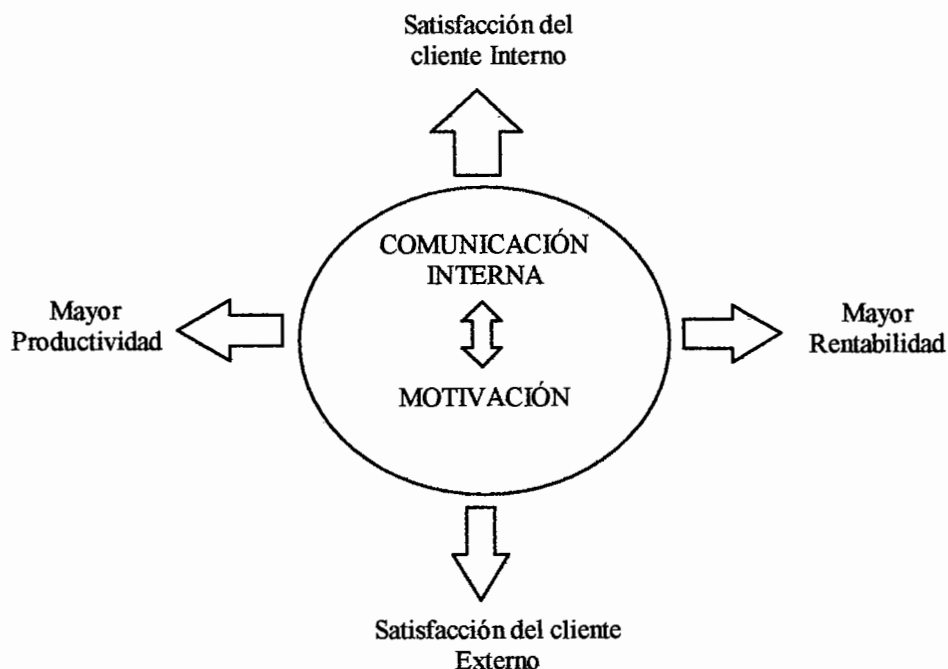 Satisfacción del
cliente Interno
COMUNICACIÓN
INTERNA
Mayor
Productividad
Mayor
Rentabilidad
MOTIVACIÓN
Satisfacción del cliente
Externo